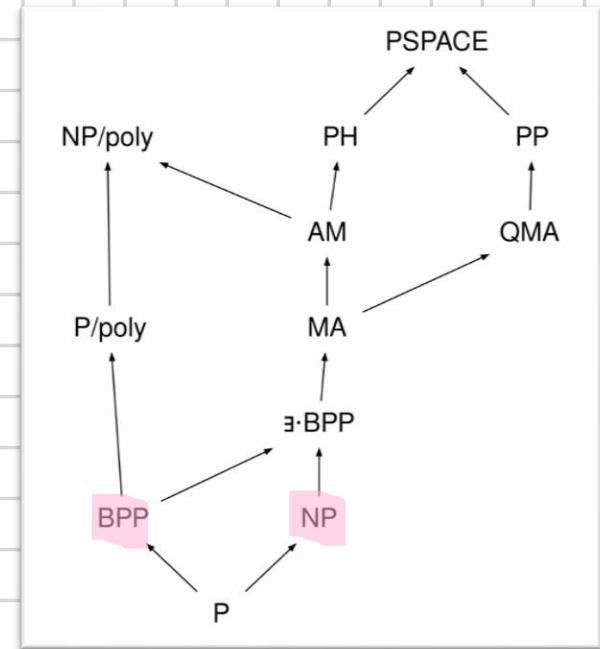 PSPACE
NP/poly PH PP
AM QMA
P/poly MA
∃·BPP
BPP NP
P